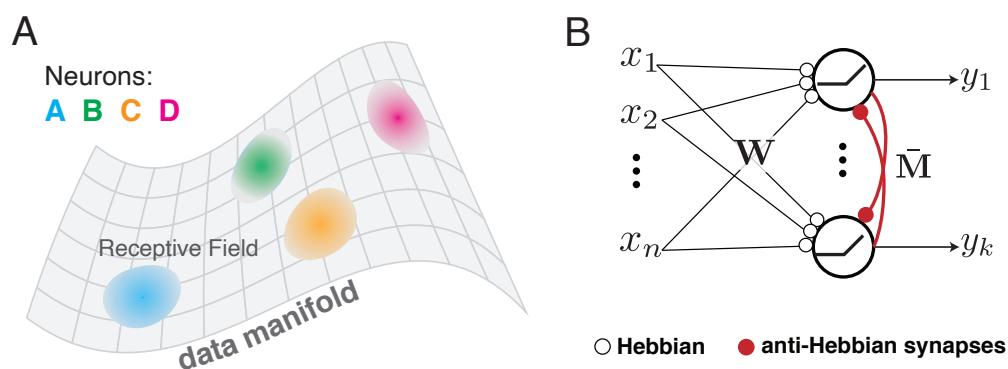 A
Neurons:
A B C D
Receptive Field
data manifold
B
x₁
x₂
xₙ
W
M̄
y₁
yₖ
Hebbian
anti-Hebbian synapses